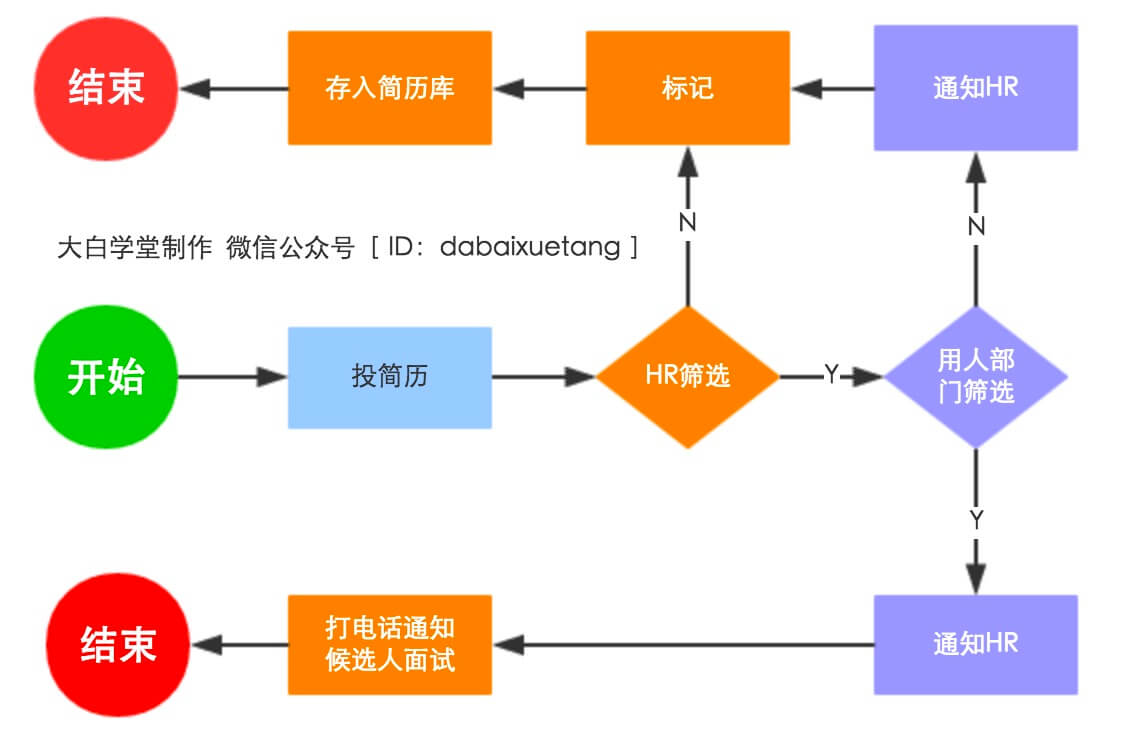 结束
存入简历库
标记
通知HR
N
N
大白学堂制作 微信公众号 [ ID：dabaixuetang ]
开始
投简历
HR筛选
Y
用人部
门筛选
Y
结束
打电话通知
候选人面试
通知HR